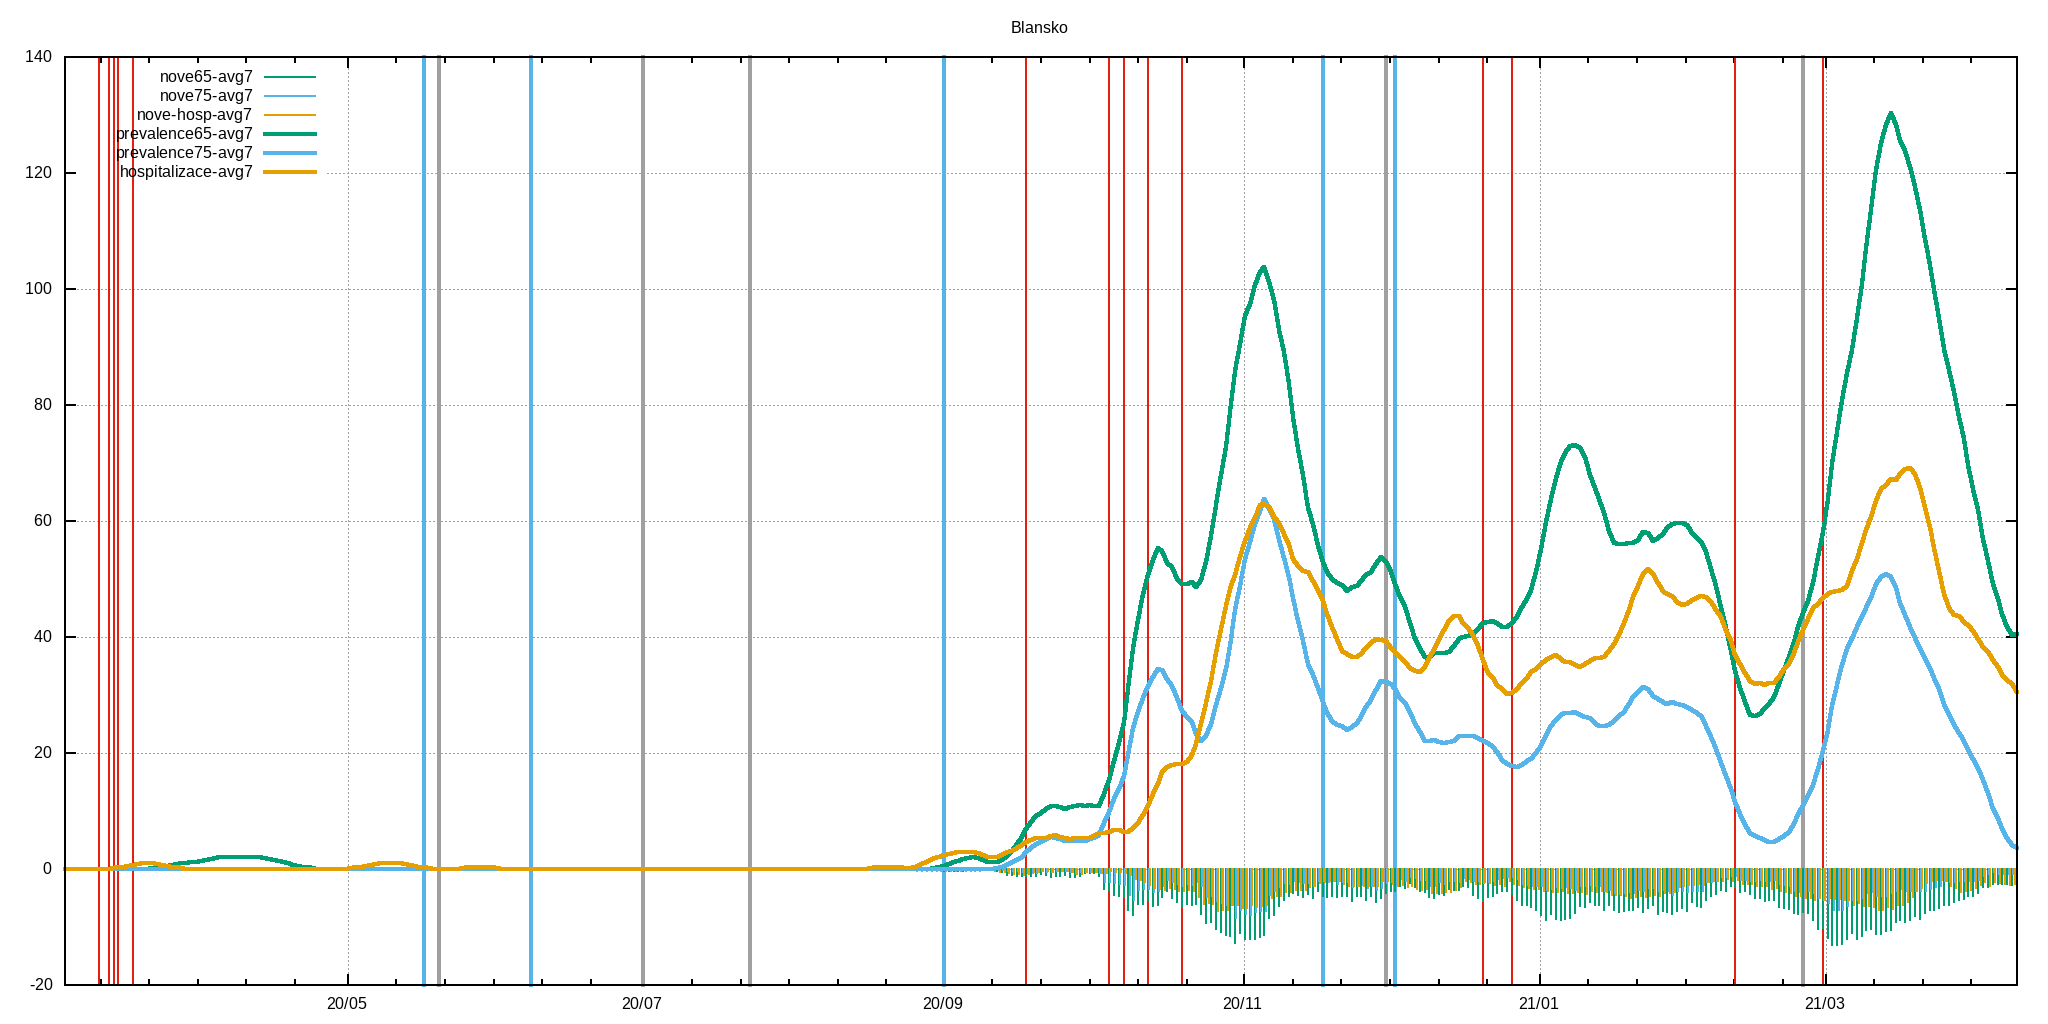 Blansko
140
120
100
80
60
40
20
0
-20
nove65-avg7
nove75-avg7
nove-hosp-avg7
prevalence65-avg7
prevalence75-avg7
hospitalizace-avg7
20/05 20/07 20/09 20/11 21/01 21/03